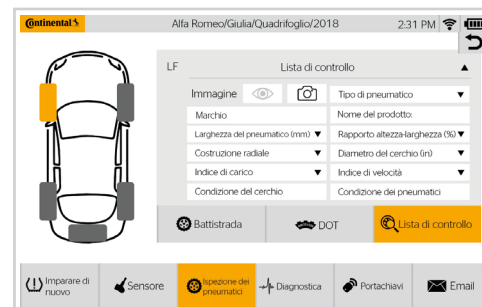 Continental
Alfa Romeo/Giulia/Quadrifoglio/2018
2:31 PM
LF
Lista di controllo
Immagine
Tipo di pneumatico
Marchio
Nome del prodotto:
Larghezza del pneumatico (mm)
Rapporto altezza-larghezza (%)
Costruzione radiale
Diametro del cerchio (in)
Indice di carico
Indice di velocità
Condizione del cerchio
Condizione dei pneumatici
Battistrada
DOT
Lista di controllo
Imparare di
nuovo
Sensore
Ispezione dei
pneumatici
Diagnostica
Portachiavi
Email